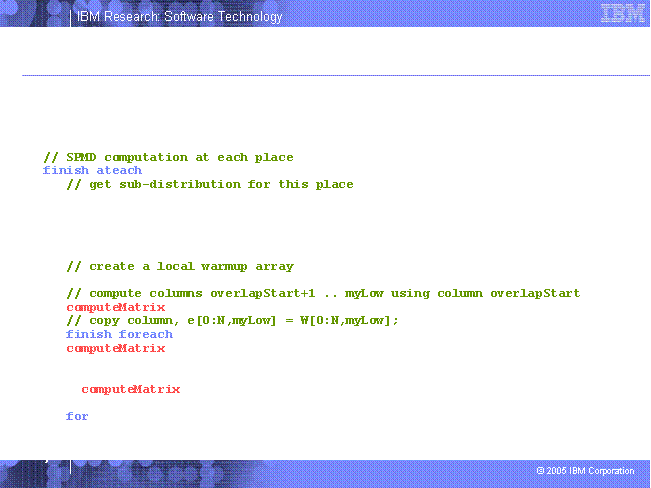 IBM Research: Software Technology
IBM
// SPMD computation at each place
finish ateach
// get sub-distribution for this place
// create a local warmup array
// compute columns overlapStart+1 .. myLow using column overlapStart
computeMatrix
// copy column, e[0:N,myLow] = W[0:N,myLow];
finish foreach
computeMatrix
computeMatrix
for
© 2005 IBM Corporation